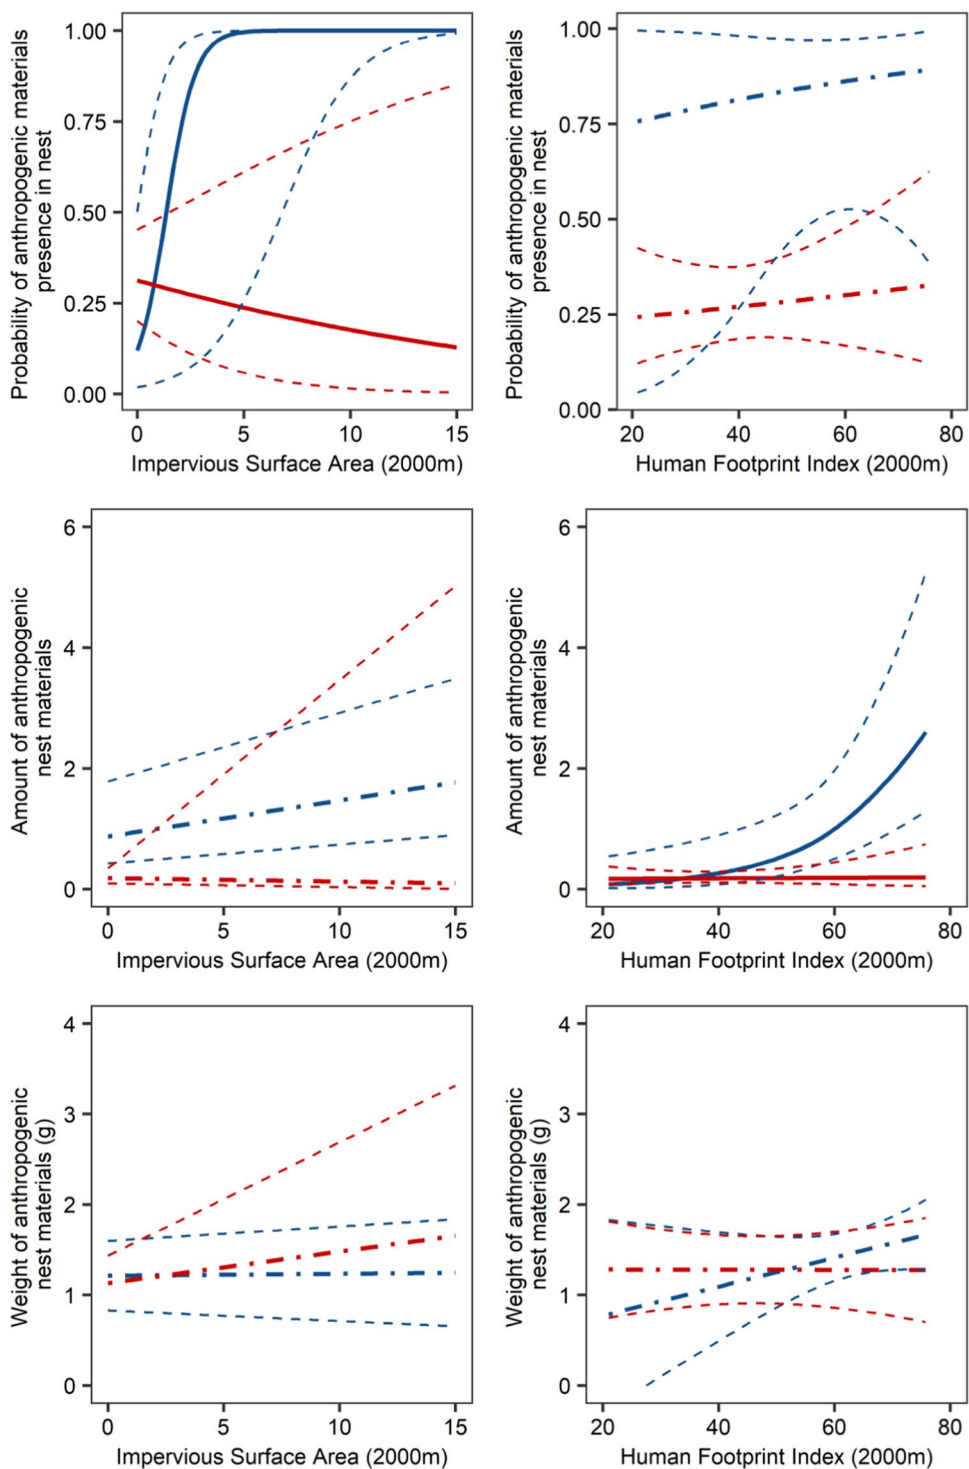 Probability of anthropogenic materials
presence in nest
1.00
0.75
0.50
0.25
0.00
0 5 10 15
Impervious Surface Area (2000m)
Probability of anthropogenic materials
presence in nest
1.00
0.75
0.50
0.25
0.00
20 40 60 80
Human Footprint Index (2000m)
Amount of anthropogenic
nest materials
6
4
2
0
0 5 10 15
Impervious Surface Area (2000m)
Amount of anthropogenic
nest materials
6
4
2
0
20 40 60 80
Human Footprint Index (2000m)
Weight of anthropogenic
nest materials (g)
4
3
2
1
0
0 5 10 15
Impervious Surface Area (2000m)
Weight of anthropogenic
nest materials (g)
4
3
2
1
0
20 40 60 80
Human Footprint Index (2000m)